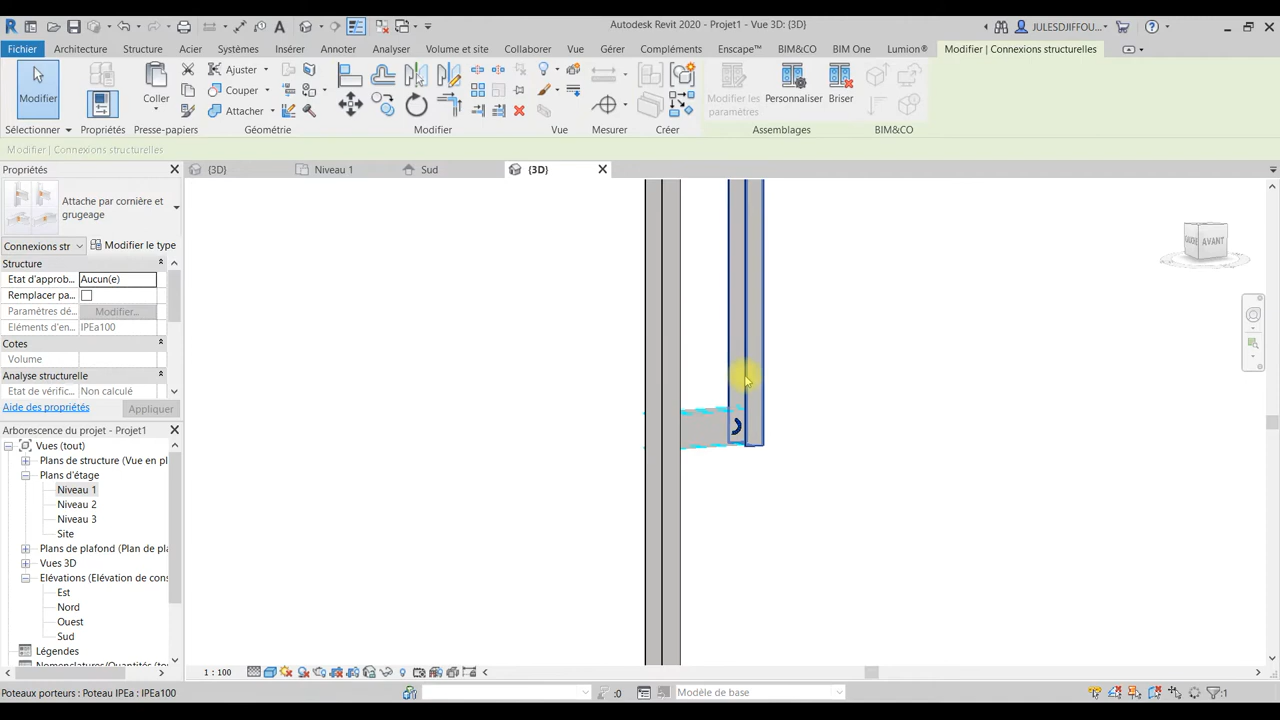 Autodesk Revit 2020 - Projet1 - Vue 3D: {3D}
JULESDJIFFOU...
Fichier Architecture Structure Acier Systèmes Insérer Annoter Analyser Volume et site Collaborer Vue Gérer Compléments Enscape™ BIM&CO BIM One Lumion® Modifier | Connexions structurelles
Modifier
Coller
Ajuster
Couper
Attacher
Modifier les paramètres
Personnaliser
Briser
Sélectionner Propriétés Presse-papiers Géométrie Modifier Vue Mesurer Créer Assemblages BIM&CO
Modifier | Connexions structurelles
Propriétés
{3D} Niveau 1 Sud {3D}
Attache par cornière et
grugeage
Connexions str Modifier le type
Structure
Etat d'approb... Aucun(e)
Remplacer pa...
Paramètres dé... Modifier...
Eléments d'en... IPEa100
Cotes
Volume
Analyse structurelle
Etat de vérific... Non calculé
Aide des propriétés Appliquer
Arborescence du projet - Projet1
Vues (tout)
Plans de structure (Vue en pl
Plans d'étage
Niveau 1
Niveau 2
Niveau 3
Site
Plans de plafond (Plan de pla
Vues 3D
Elévations (Elévation de cons
Est
Nord
Ouest
Sud
Légendes
Nomenclatures/Quantités (tou
AVANT
1 : 100
Poteaux porteurs : Poteau IPEa : IPEa100
:0
Modèle de base
:1